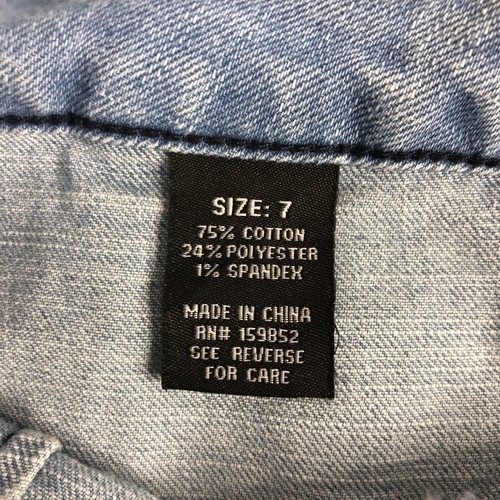 SIZE: 7
75% COTTON
24% POLYESTER
1% SPANDEX
MADE IN CHINA
RN# 159852
SEE REVERSE
FOR CARE